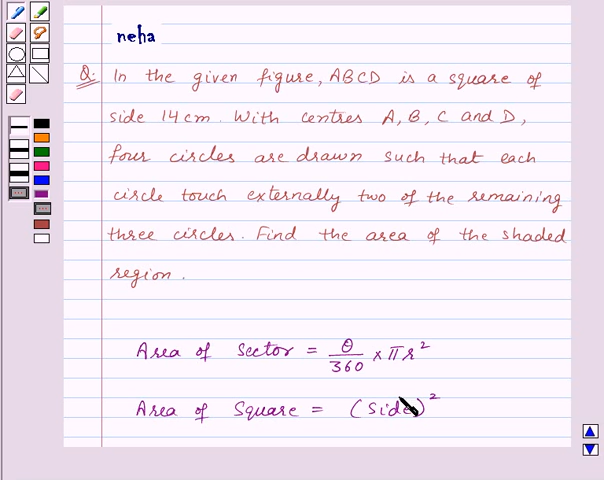 neha
Q. In the given figure, ABCD is a square of
side 14 cm. With centres A, B, C and D,
four circles are drawn such that each
circle touch externally two of the remaining
three circles. Find the area of the shaded
region.
Area of sector = θ/360 × πr²
Area of Square = (Side)²